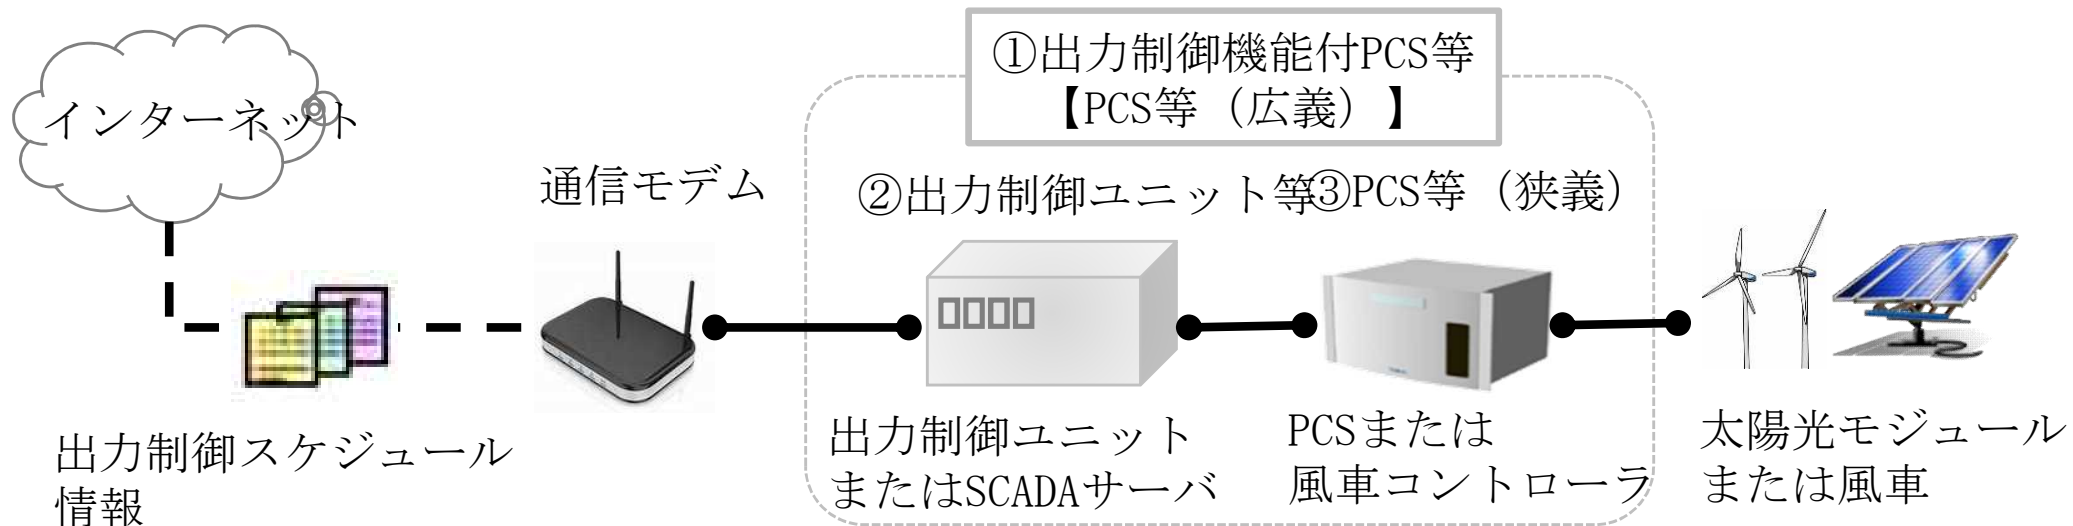 ①出力制御機能付PCS等
【PCS等（広義）】
インターネット
通信モデム
②出力制御ユニット等
③PCS等（狭義）
出力制御スケジュール
情報
出力制御ユニット
またはSCADAサーバ
PCSまたは
風車コントローラ
太陽光モジュール
または風車